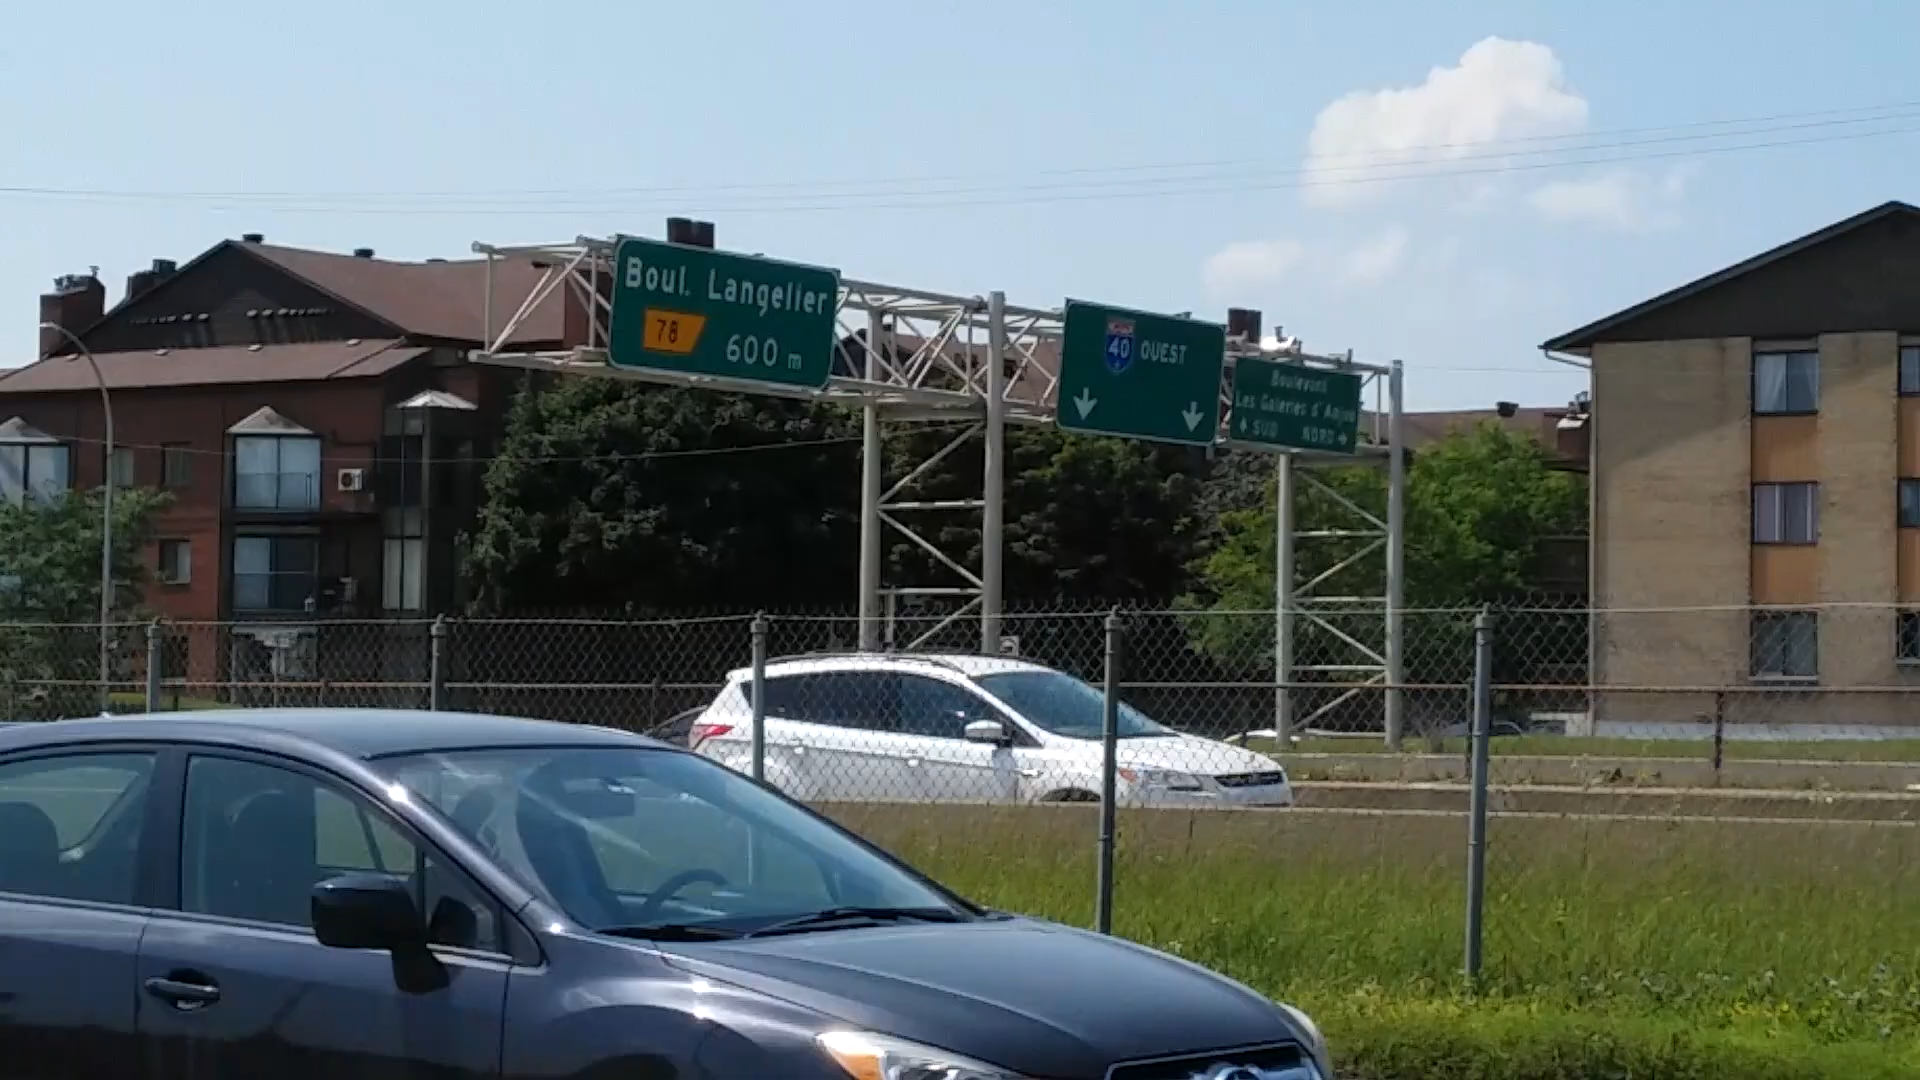 Boul. Langelier
78
600 m
40 OUEST
Boulevard
Les Galeries d'Anjou
SUD NORD